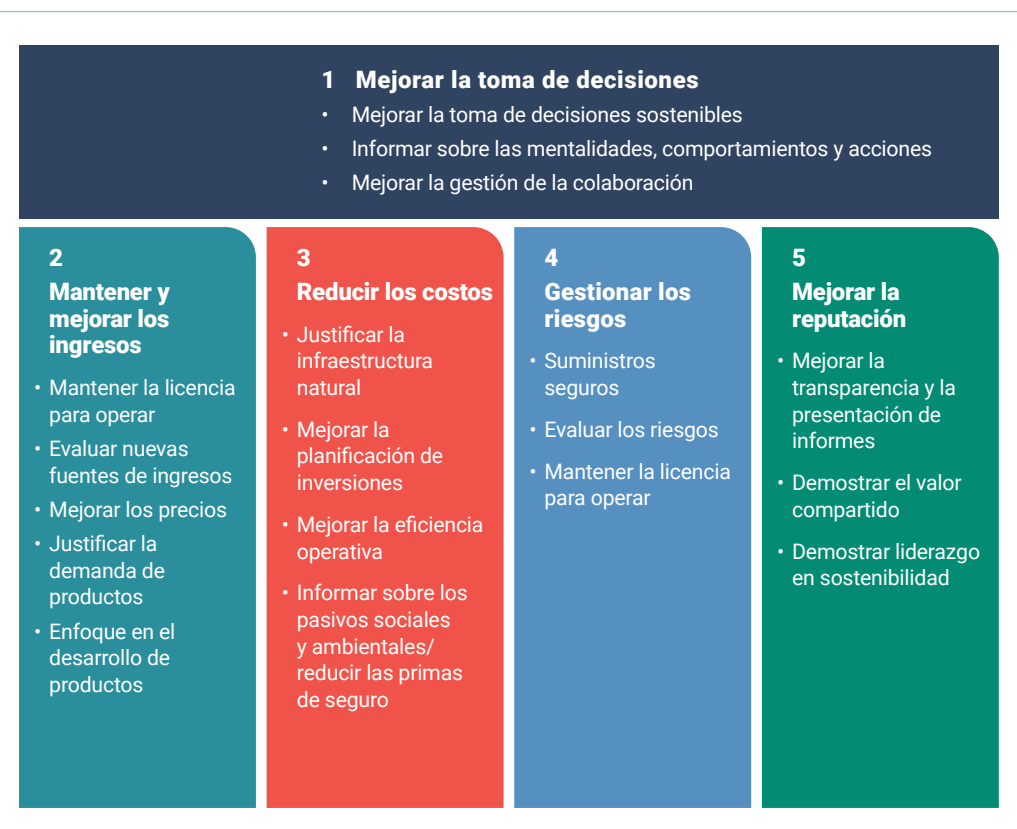 1 Mejorar la toma de decisiones
• Mejorar la toma de decisiones sostenibles
• Informar sobre las mentalidades, comportamientos y acciones
• Mejorar la gestión de la colaboración
2
Mantener y
mejorar los
ingresos
• Mantener la licencia
para operar
• Evaluar nuevas
fuentes de ingresos
• Mejorar los precios
• Justificar la
demanda de
productos
• Enfoque en el
desarrollo de
productos
3
Reducir los costos
• Justificar la
infraestructura
natural
• Mejorar la
planificación de
inversiones
• Mejorar la eficiencia
operativa
• Informar sobre los
pasivos sociales
y ambientales/
reducir las primas
de seguro
4
Gestionar los
riesgos
• Suministros
seguros
• Evaluar los riesgos
• Mantener la licencia
para operar
5
Mejorar la
reputación
• Mejorar la
transparencia y la
presentación de
informes
• Demostrar el valor
compartido
• Demostrar liderazgo
en sostenibilidad